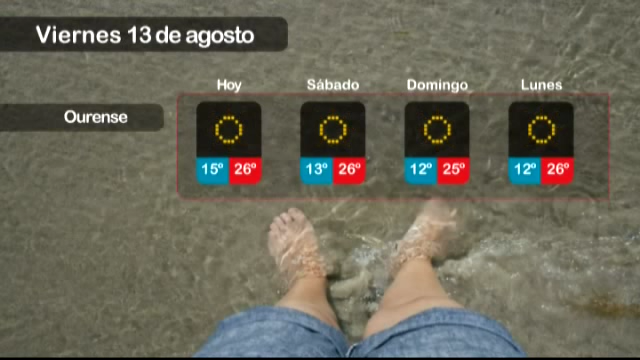 Viernes 13 de agosto
Hoy Sábado Domingo Lunes
Ourense
15º 26º 13º 26º 12º 25º 12º 26º